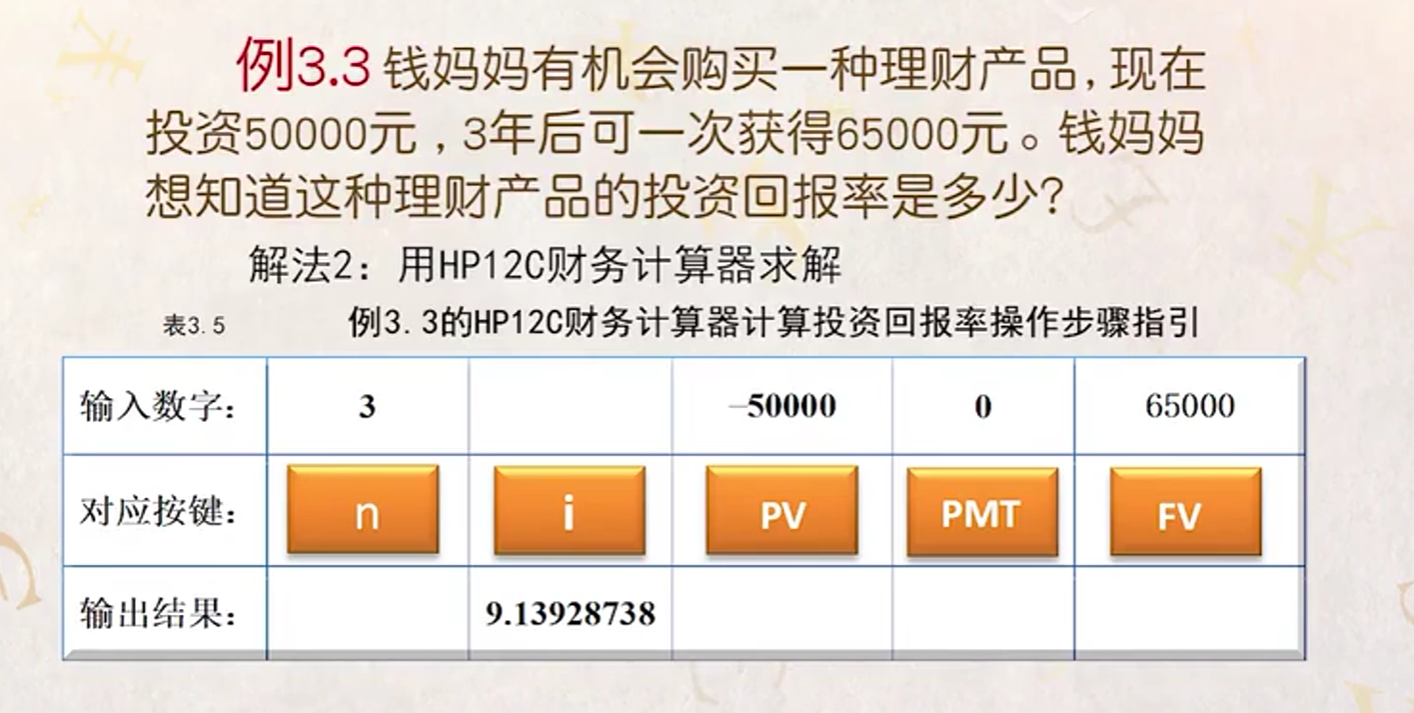 例3.3 钱妈妈有机会购买一种理财产品,现在
投资50000元,3年后可一次获得65000元。钱妈妈
想知道这种理财产品的投资回报率是多少?
解法2:用HP12C财务计算器求解
表3.5 例3.3的HP12C财务计算器计算投资回报率操作步骤指引
输入数字: 3 –50000 0 65000
对应按键: n i PV PMT FV
输出结果: 9.13928738